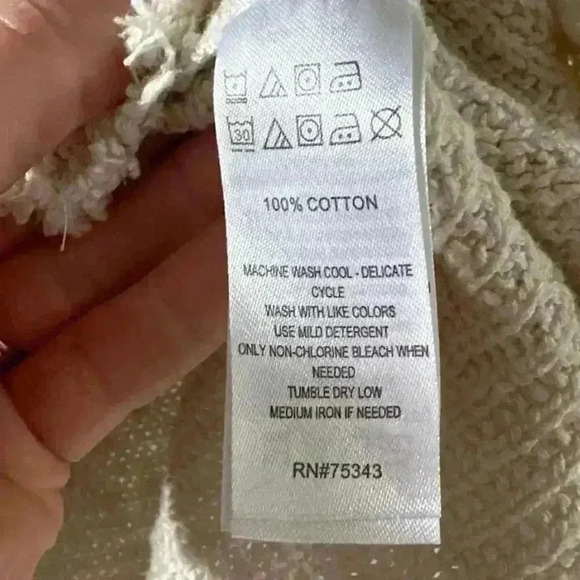 30
100% COTTON
MACHINE WASH COOL - DELICATE
CYCLE
WASH WITH LIKE COLORS
USE MILD DETERGENT
ONLY NON-CHLORINE BLEACH WHEN
NEEDED
TUMBLE DRY LOW
MEDIUM IRON IF NEEDED
RN#75343